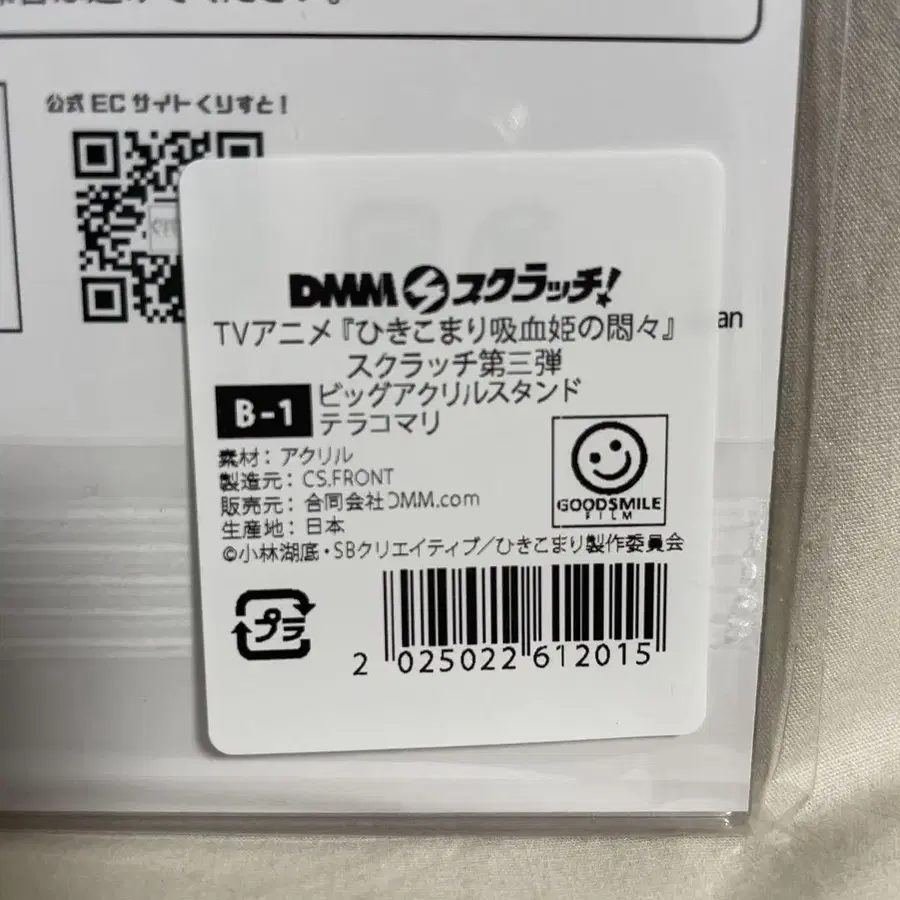 公式ECサイトくりすと!
DMMスクラッチ!
TVアニメ『ひきこまり吸血姫の悶々』
スクラッチ第三弾
B-1
ビッグアクリルスタンド
テラコマリ
素材：アクリル
製造元：CS.FRONT
販売元：合同会社DMM.com
生産地：日本
©小林湖底・SBクリエイティブ/ひきこまり製作委員会
GOODSMILE
FILM
プラ
2 025022 612015